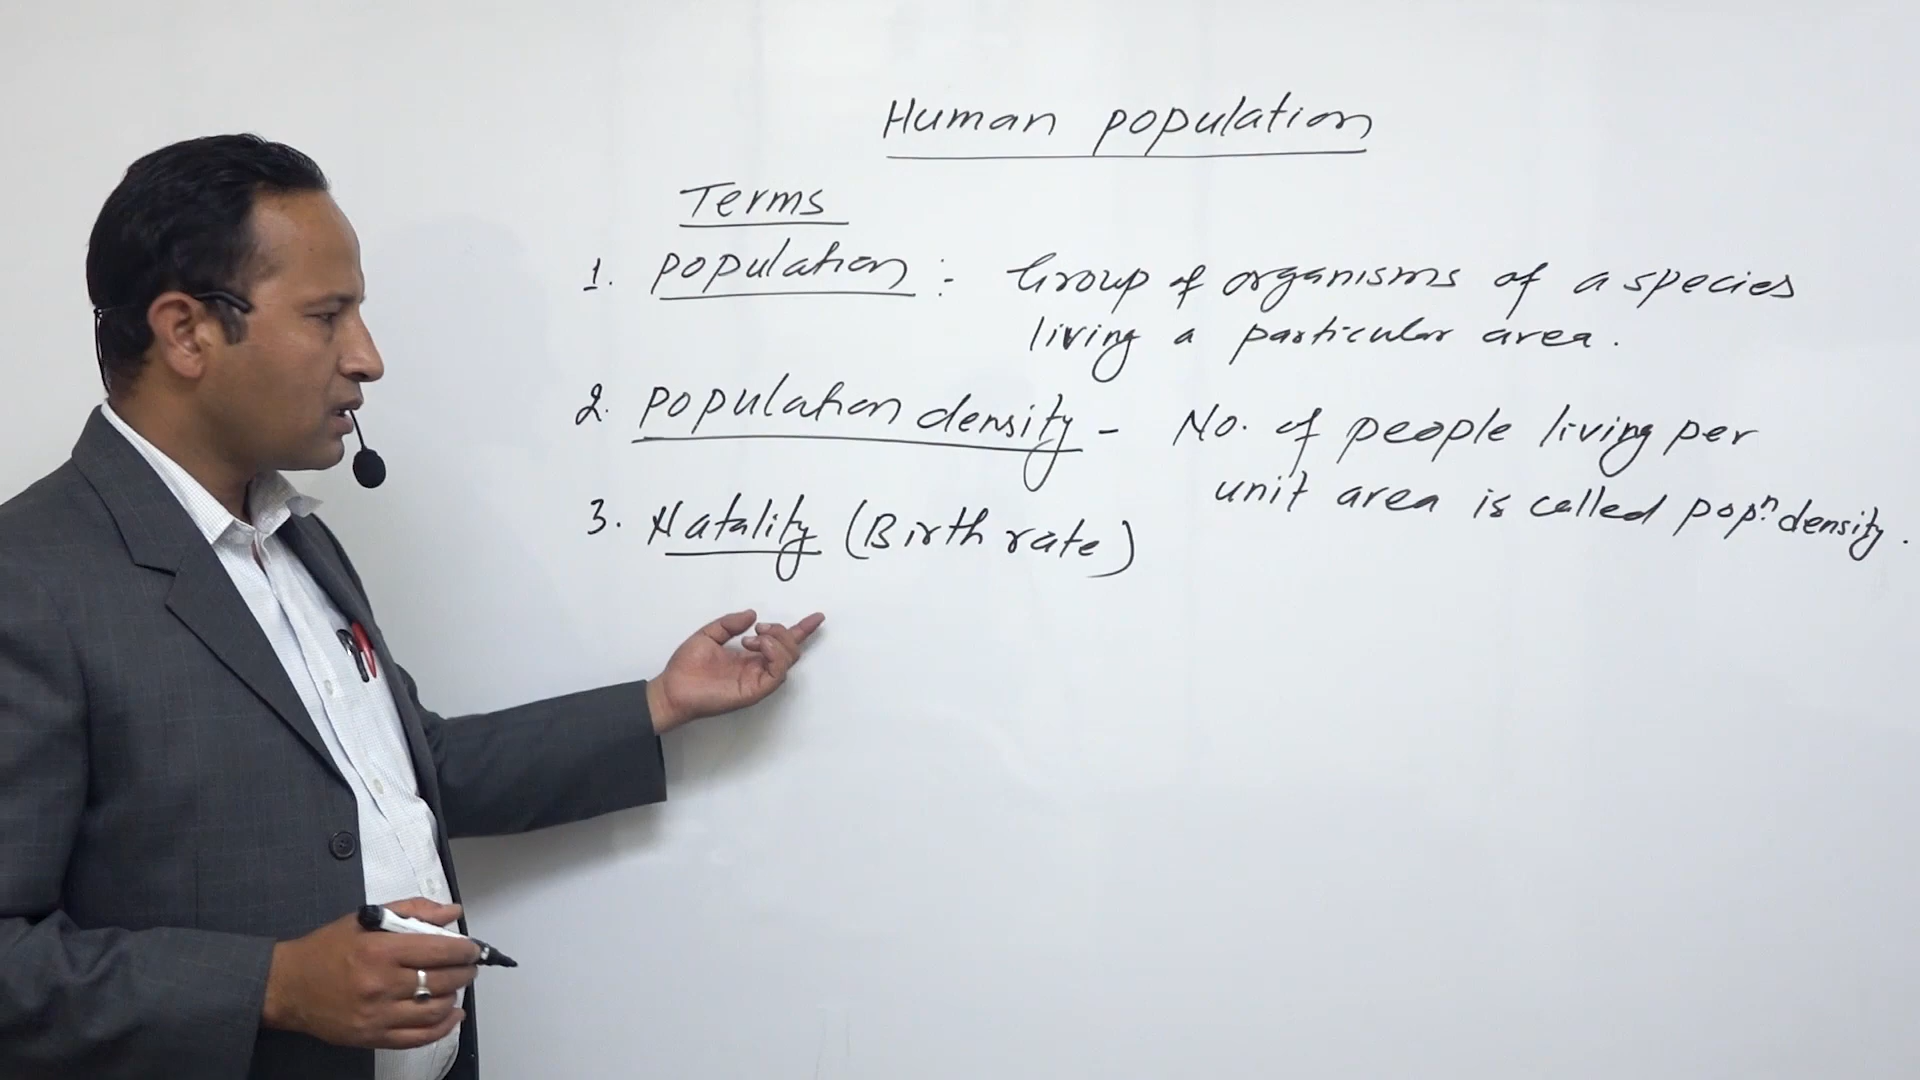 Human population
Terms
1. population :- Group of organisms of a species
living a particular area.
2. population density - No. of people living per
unit area is called popⁿ density.
3. Natality (Birth rate)